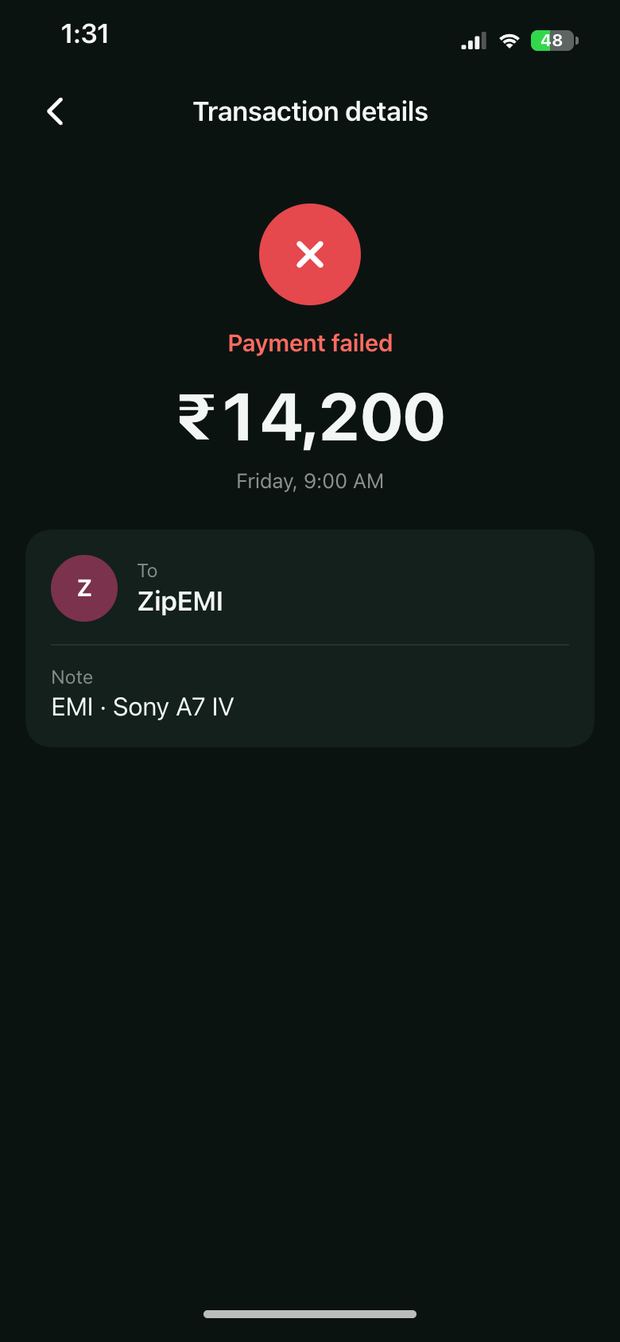 1:31
48
Transaction details
Payment failed
₹14,200
Friday, 9:00 AM
Z
To
ZipEMI
Note
EMI · Sony A7 IV